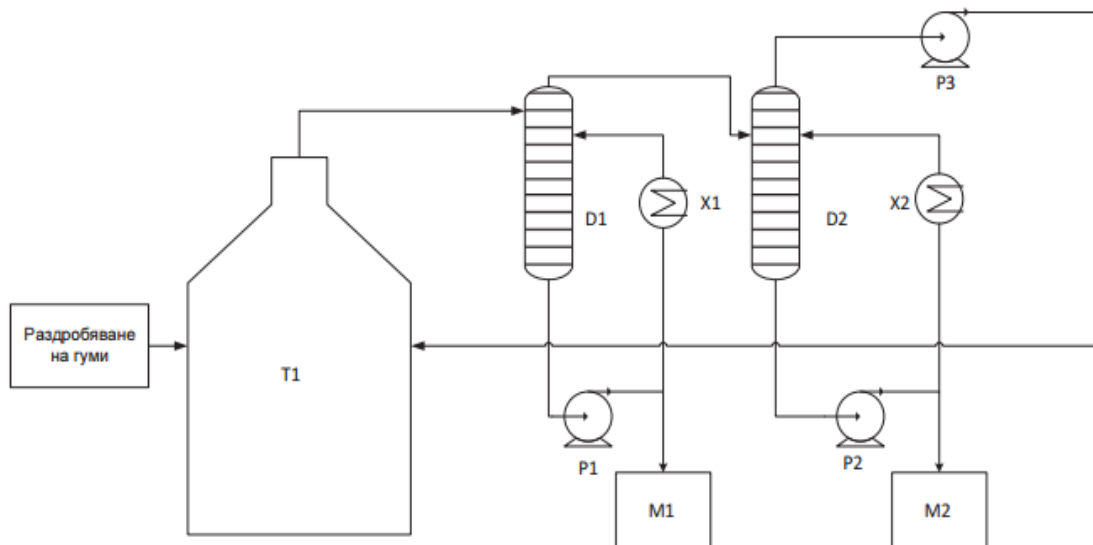 P3
D1
X1
D2
X2
Раздробяване
на гуми
T1
P1
P2
M1
M2